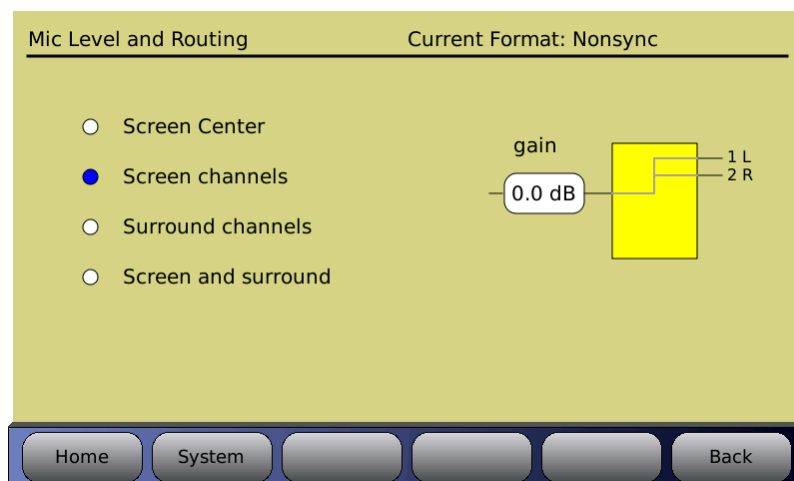 Mic Level and Routing Current Format: Nonsync
Screen Center
Screen channels
Surround channels
Screen and surround
gain
0.0 dB
1 L
2 R
Home System Back